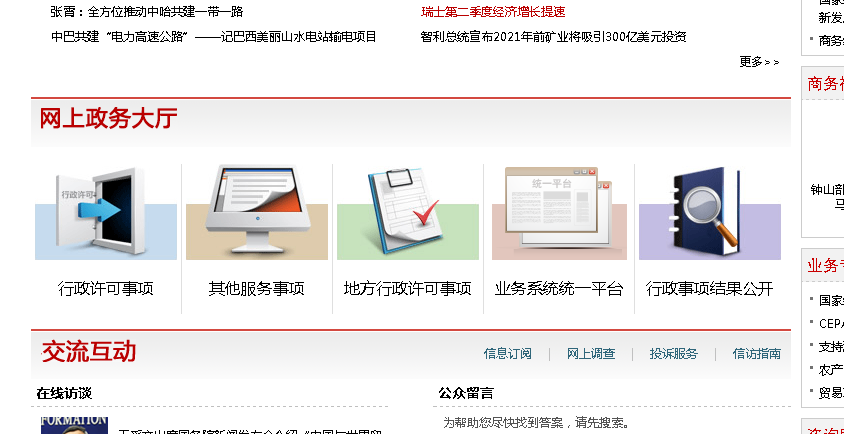 张霄：全方位推动中哈共建一带一路
瑞士第二季度经济增长提速
中巴共建“电力高速公路”——记巴西美丽山水电站输电项目
智利总统宣布2021年前矿业将吸引300亿美元投资
更多>>
网上政务大厅
行政许可
统一平台
行政许可事项
其他服务事项
地方行政许可事项
业务系统统一平台
行政事项结果公开
交流互动
信息订阅 | 网上调查 | 投诉服务 | 信访指南
在线访谈
公众留言
为帮助您尽快找到答案，请先搜索。
FORMATION
新发
商务
商务
钟山部
马
业务
国家
CEPA
支持
农产
贸易